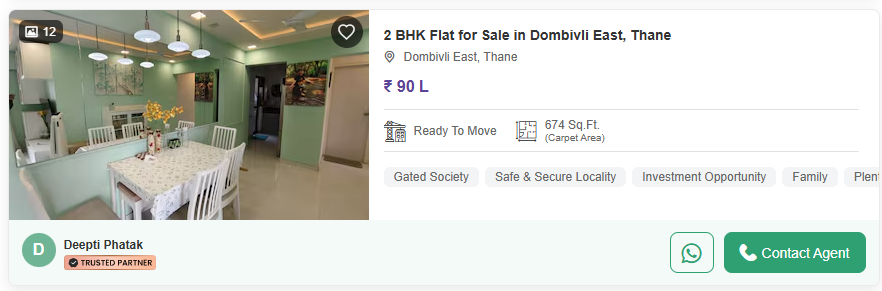 12
2 BHK Flat for Sale in Dombivli East, Thane
Dombivli East, Thane
₹ 90 L
Ready To Move
674 Sq.Ft.
(Carpet Area)
Gated Society
Safe & Secure Locality
Investment Opportunity
Family
Plen
D
Deepti Phatak
TRUSTED PARTNER
Contact Agent